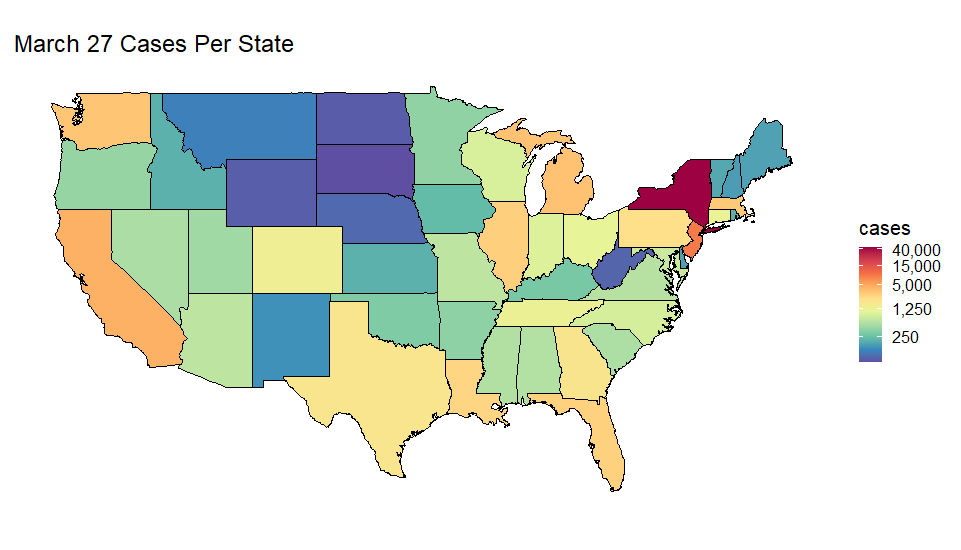 March 27 Cases Per State
cases
40,000
15,000
5,000
1,250
250